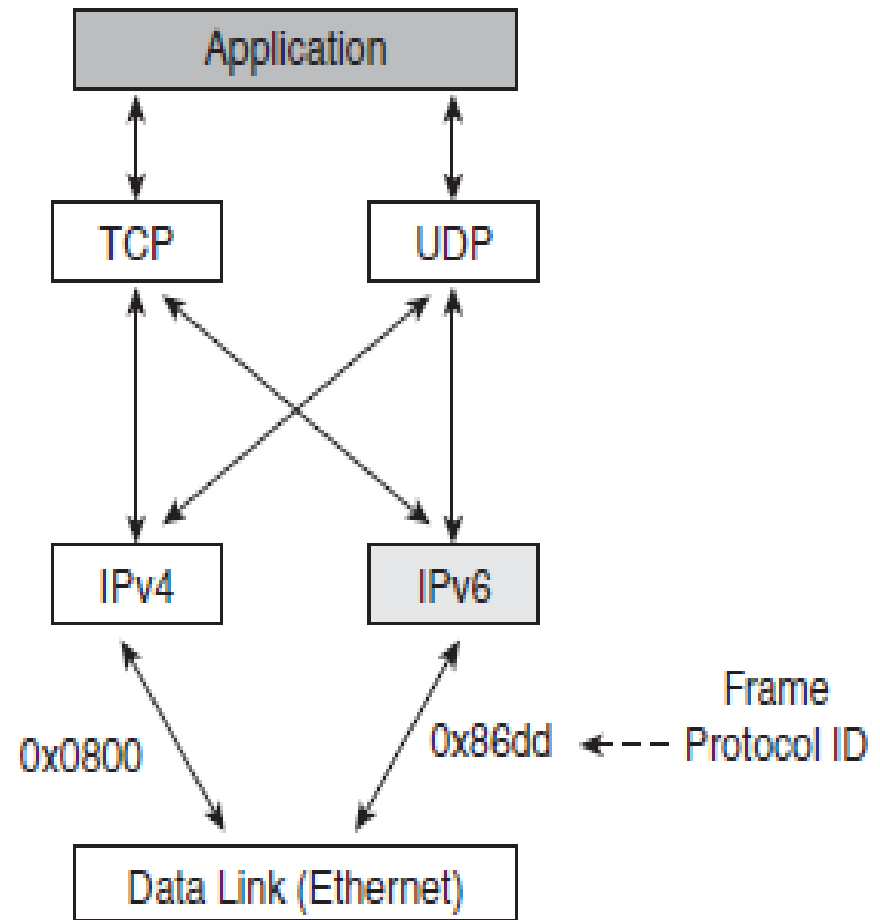 Application
TCP
UDP
IPv4
IPv6
0x0800
0x86dd
Frame
Protocol ID
Data Link (Ethernet)